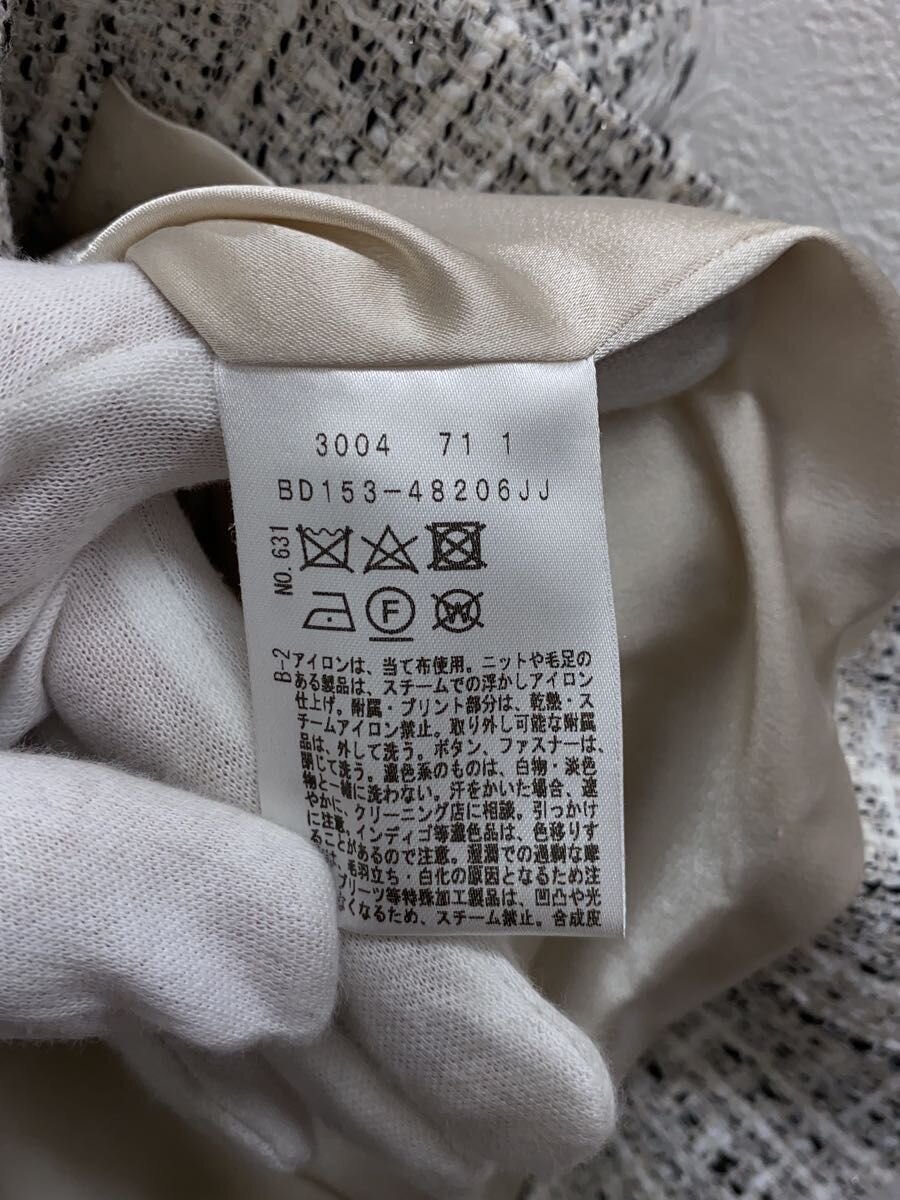 3004 71 1
BD153-48206JJ
NO.631
F
W
B-2
アイロンは、当て布使用。ニットや毛足の
ある製品は、スチームでの浮かしアイロン
仕上げ。附属・プリント部分は、乾熱・ス
チームアイロン禁止。取り外し可能な附属
品は、外して洗う。ボタン、ファスナーは、
閉じて洗う。濃色系のものは、白物・淡色
物と一緒に洗わない。汗をかいた場合、速
やかに、クリーニング店に相談。引っかけ
に注意。インディゴ等濃色品は、色移りす
ることがあるので注意。湿潤での過剰な摩
は、毛羽立ち・白化の原因となるため注
プリーツ等特殊加工製品は、凹凸や光
なくなるため、スチーム禁止。合成皮